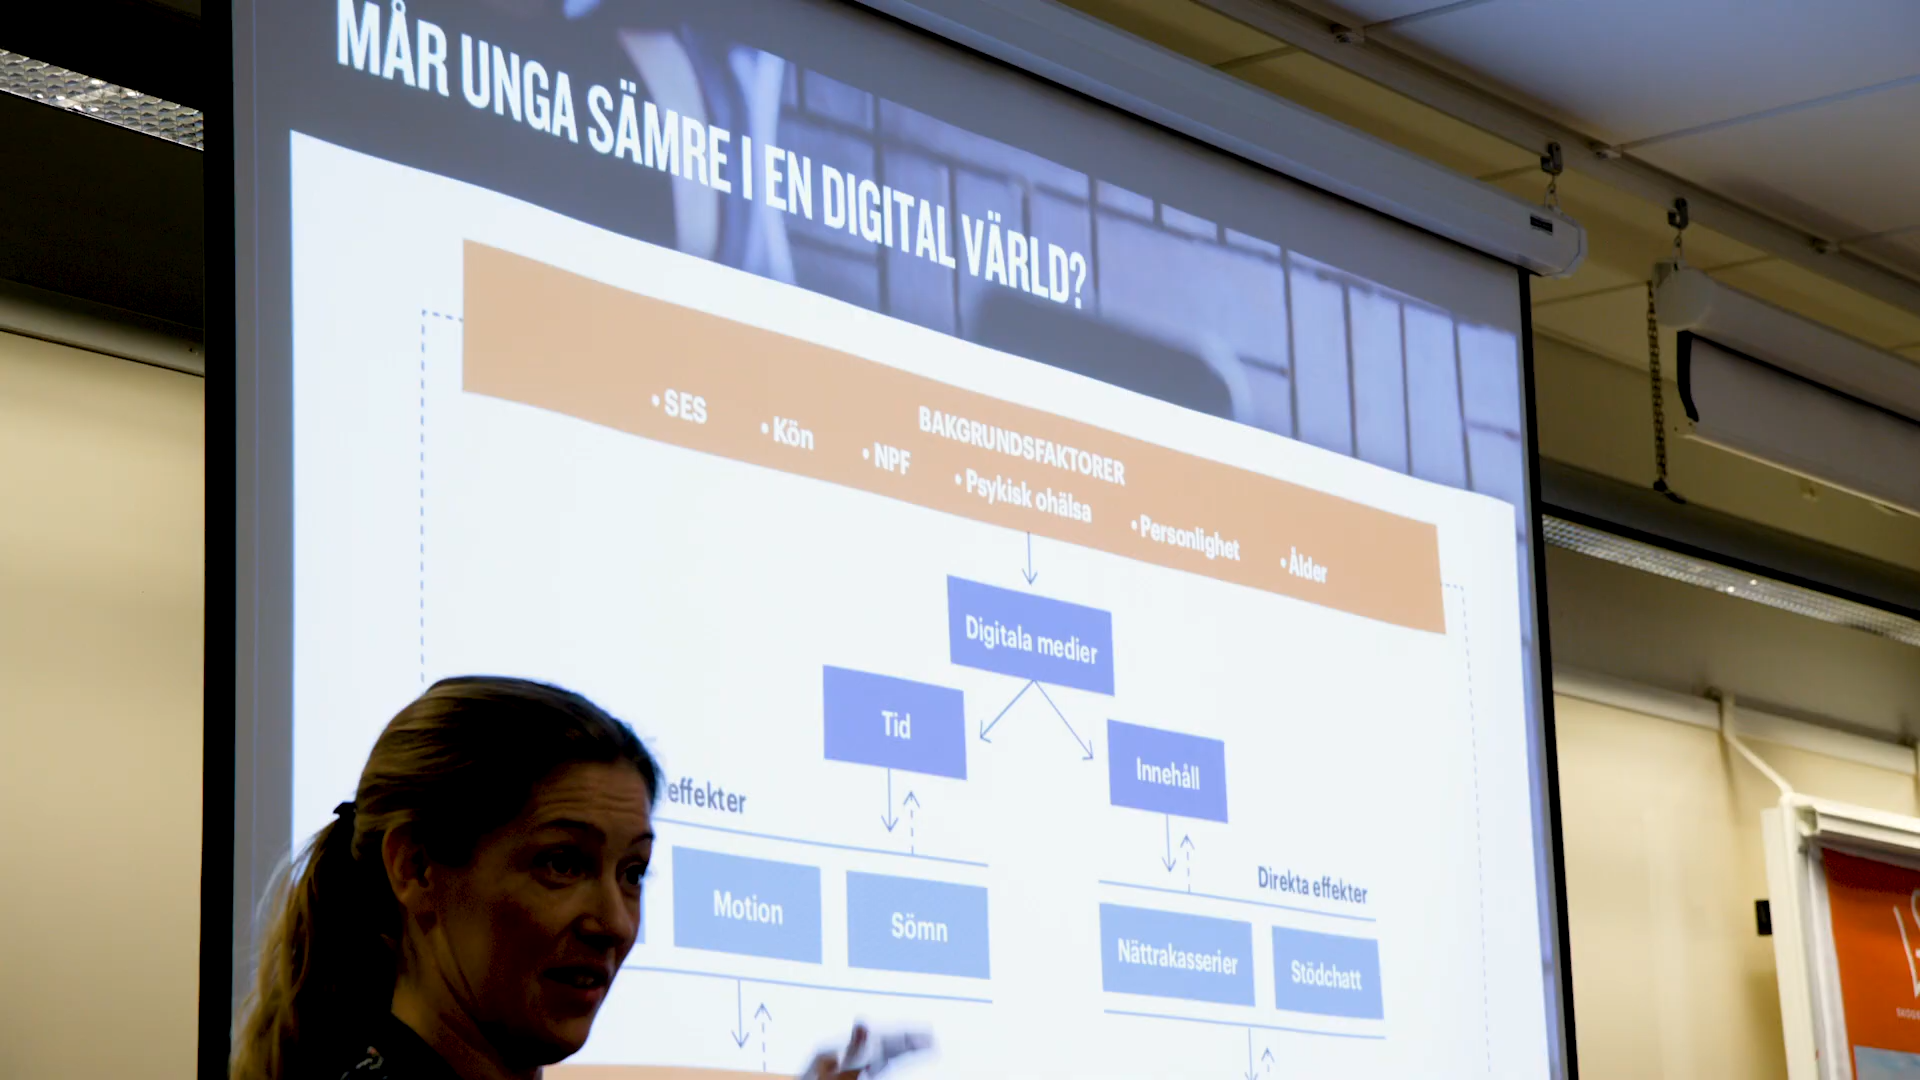 MÅR UNGA SÄMRE I EN DIGITAL VÄRLD?
BAKGRUNDSFAKTORER
• SES • Kön • NPF • Psykisk ohälsa • Personlighet • Ålder
Digitala medier
Tid
Innehåll
effekter
Direkta effekter
Motion
Sömn
Nättrakasserier
Stödchatt